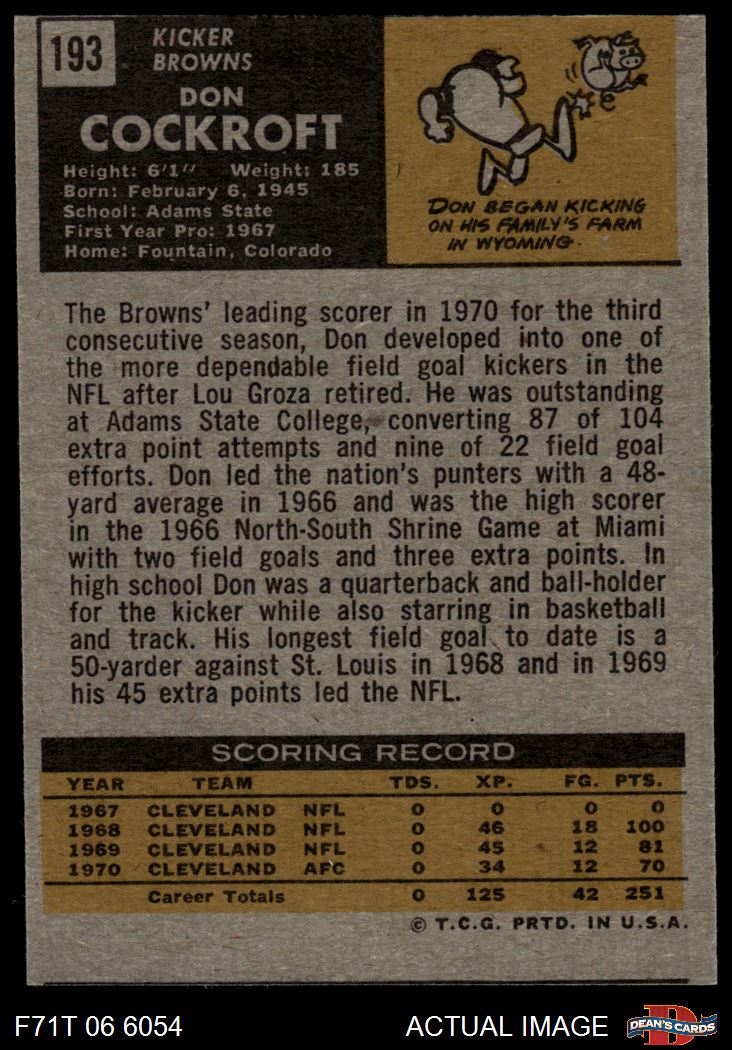 193
KICKER
BROWNS
DON
COCKROFT
Height: 6'1" Weight: 185
Born: February 6, 1945
School: Adams State
First Year Pro: 1967
Home: Fountain, Colorado
DON BEGAN KICKING
ON HIS FAMILY'S FARM
IN WYOMING.
The Browns' leading scorer in 1970 for the third
consecutive season, Don developed into one of
the more dependable field goal kickers in the
NFL after Lou Groza retired. He was outstanding
at Adams State College, converting 87 of 104
extra point attempts and nine of 22 field goal
efforts. Don led the nation's punters with a 48-
yard average in 1966 and was the high scorer
in the 1966 North-South Shrine Game at Miami
with two field goals and three extra points. In
high school Don was a quarterback and ball-holder
for the kicker while also starring in basketball
and track. His longest field goal to date is a
50-yarder against St. Louis in 1968 and in 1969
his 45 extra points led the NFL.
SCORING RECORD
YEAR TEAM TDS. XP. FG. PTS.
1967 CLEVELAND NFL 0 0 0 0
1968 CLEVELAND NFL 0 46 18 100
1969 CLEVELAND NFL 0 45 12 81
1970 CLEVELAND AFC 0 34 12 70
Career Totals 0 125 42 251
© T.C.G. PRTD. IN U.S.A.
F71T 06 6054 ACTUAL IMAGE DEAN'S CARDS